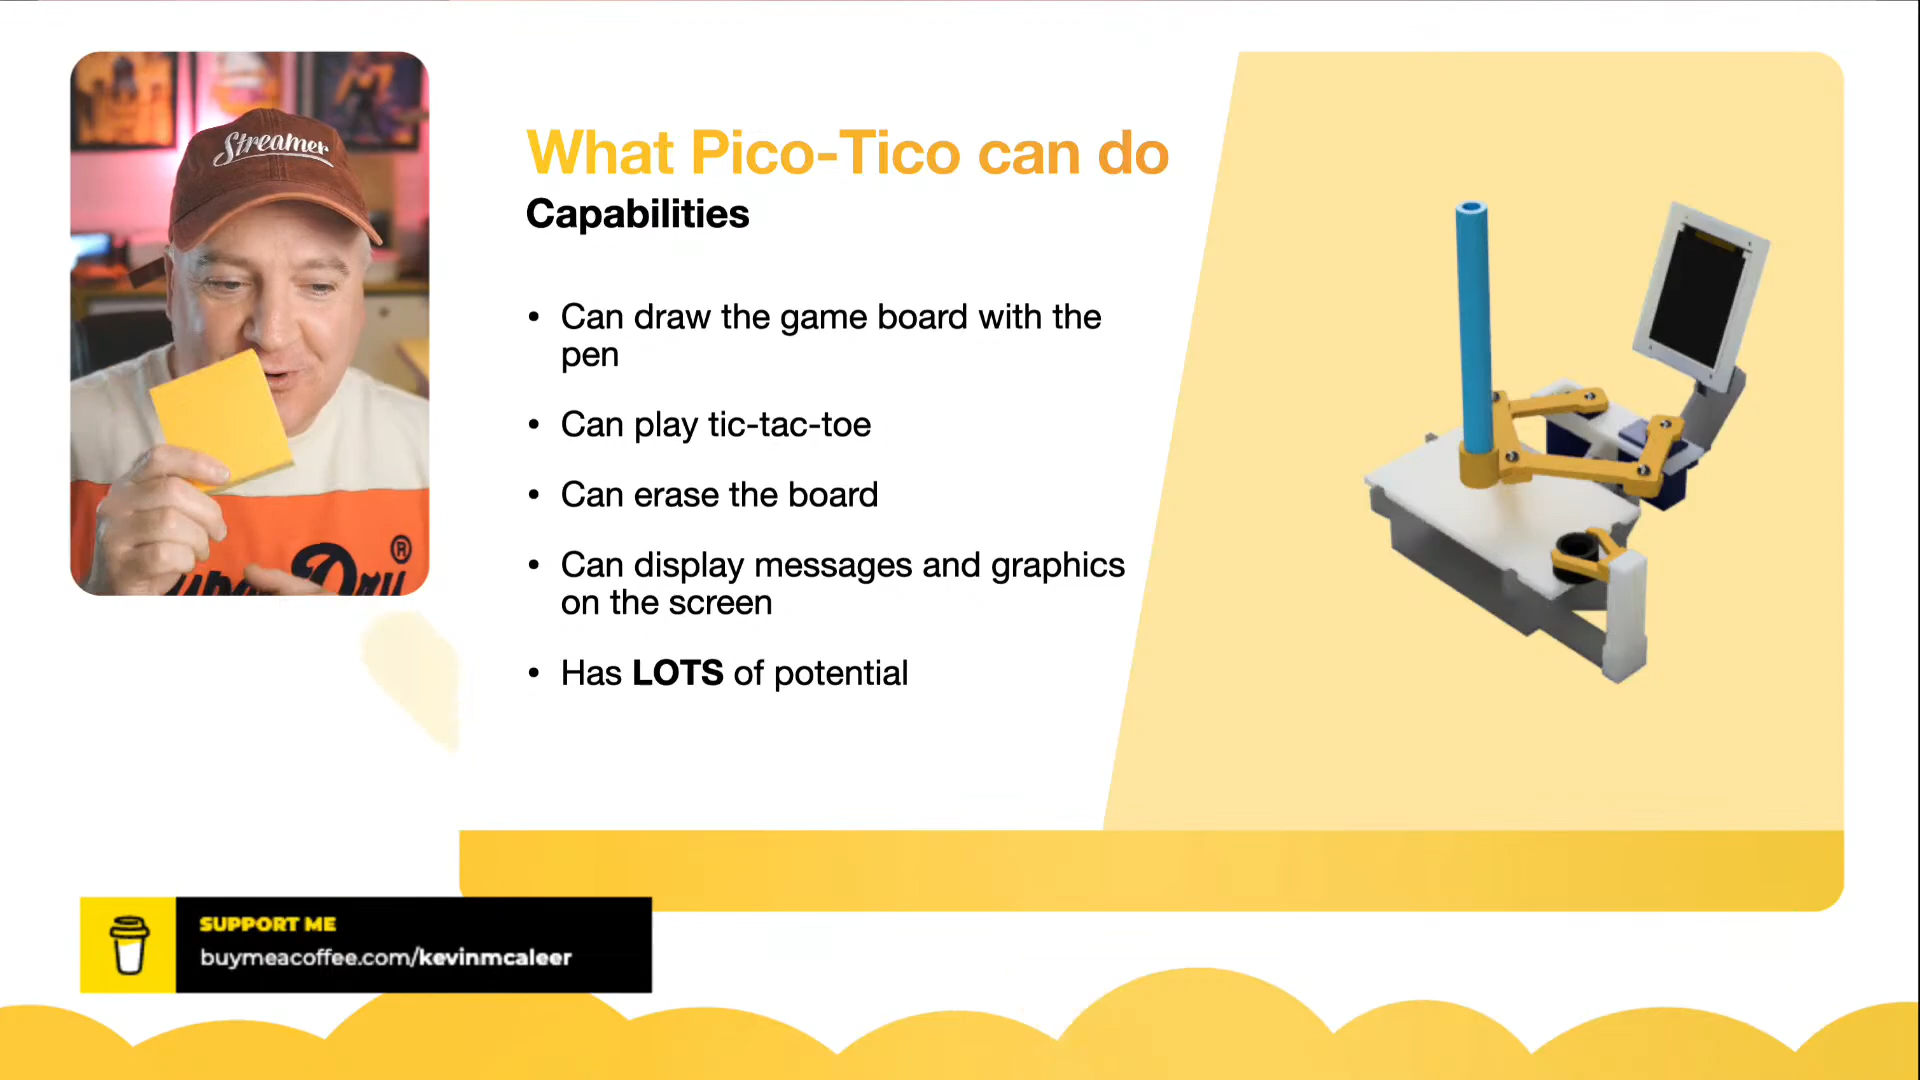 Streamer
®
What Pico-Tico can do
Capabilities
• Can draw the game board with the
pen
• Can play tic-tac-toe
• Can erase the board
• Can display messages and graphics
on the screen
• Has LOTS of potential
SUPPORT ME
buymeacoffee.com/kevinmcaleer